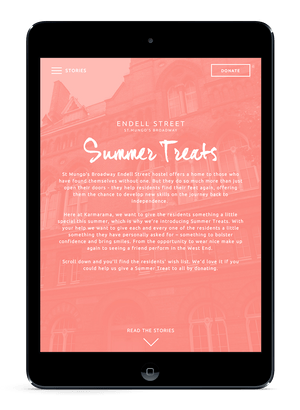 STORIES
DONATE
ENDELL STREET
ST MUNGO'S BROADWAY
Summer Treats
St Mungo's Broadway Endell Street hostel offers a home to those who
have found themselves without one. But they do so much more than just
open their doors - they help residents find their feet again, offering
them the chance to develop new skills on the journey back to
independence.
Here at Karmarama, we want to give the residents something a little
special this summer, which is why we're introducing Summer Treats. With
your help we want to give each and every one of the residents a little
something they have personally asked for – something to bolster
confidence and bring smiles. From the opportunity to wear nice make up
again to seeing a friend perform in the West End.
Scroll down and you'll find the residents' wish list. We'd love it if you
could help us give a Summer Treat to all by donating.
READ THE STORIES